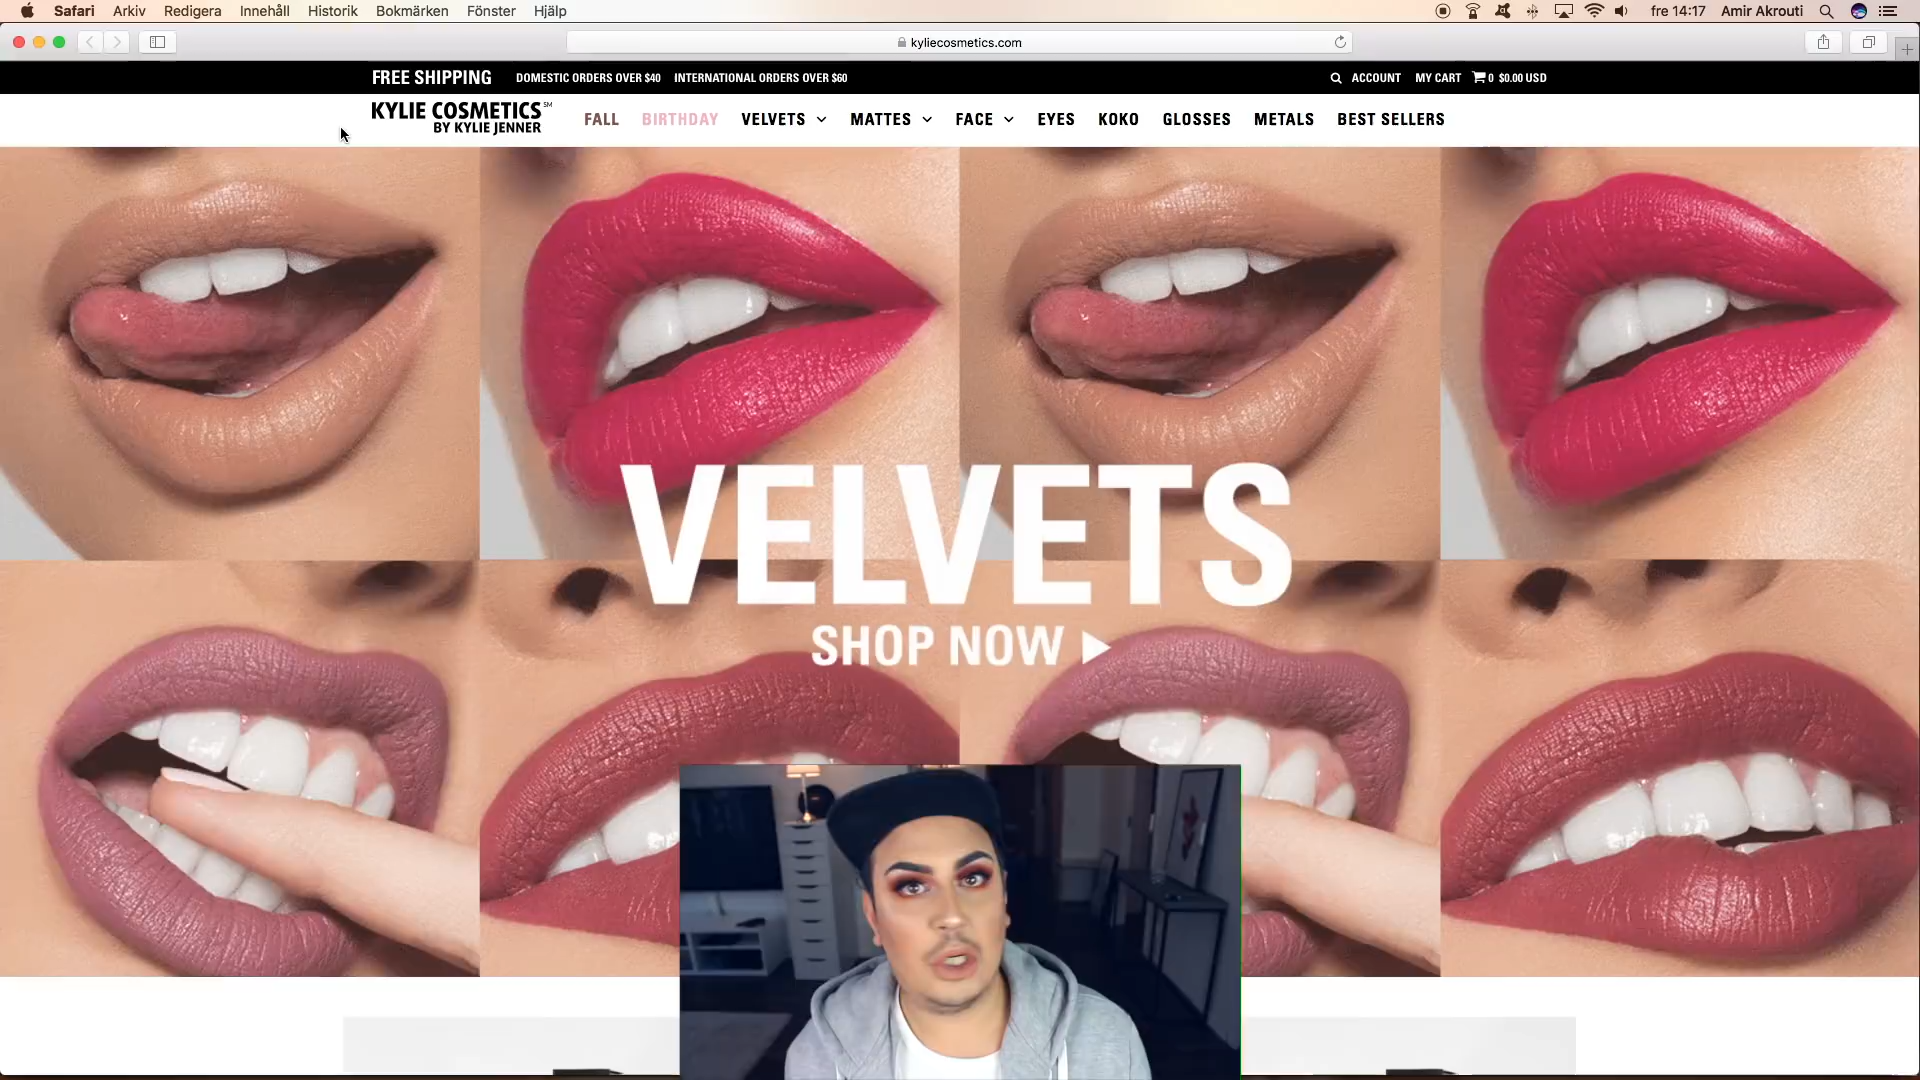 Safari Arkiv Redigera Innehåll Historik Bokmärken Fönster Hjälp fre 14:17 Amir Akrouti
kyliecosmetics.com
FREE SHIPPING DOMESTIC ORDERS OVER $40 INTERNATIONAL ORDERS OVER $60 ACCOUNT MY CART 0 $0.00 USD
KYLIE COSMETICS℠
BY KYLIE JENNER
FALL BIRTHDAY VELVETS MATTES FACE EYES KOKO GLOSSES METALS BEST SELLERS
VELVETS
SHOP NOW